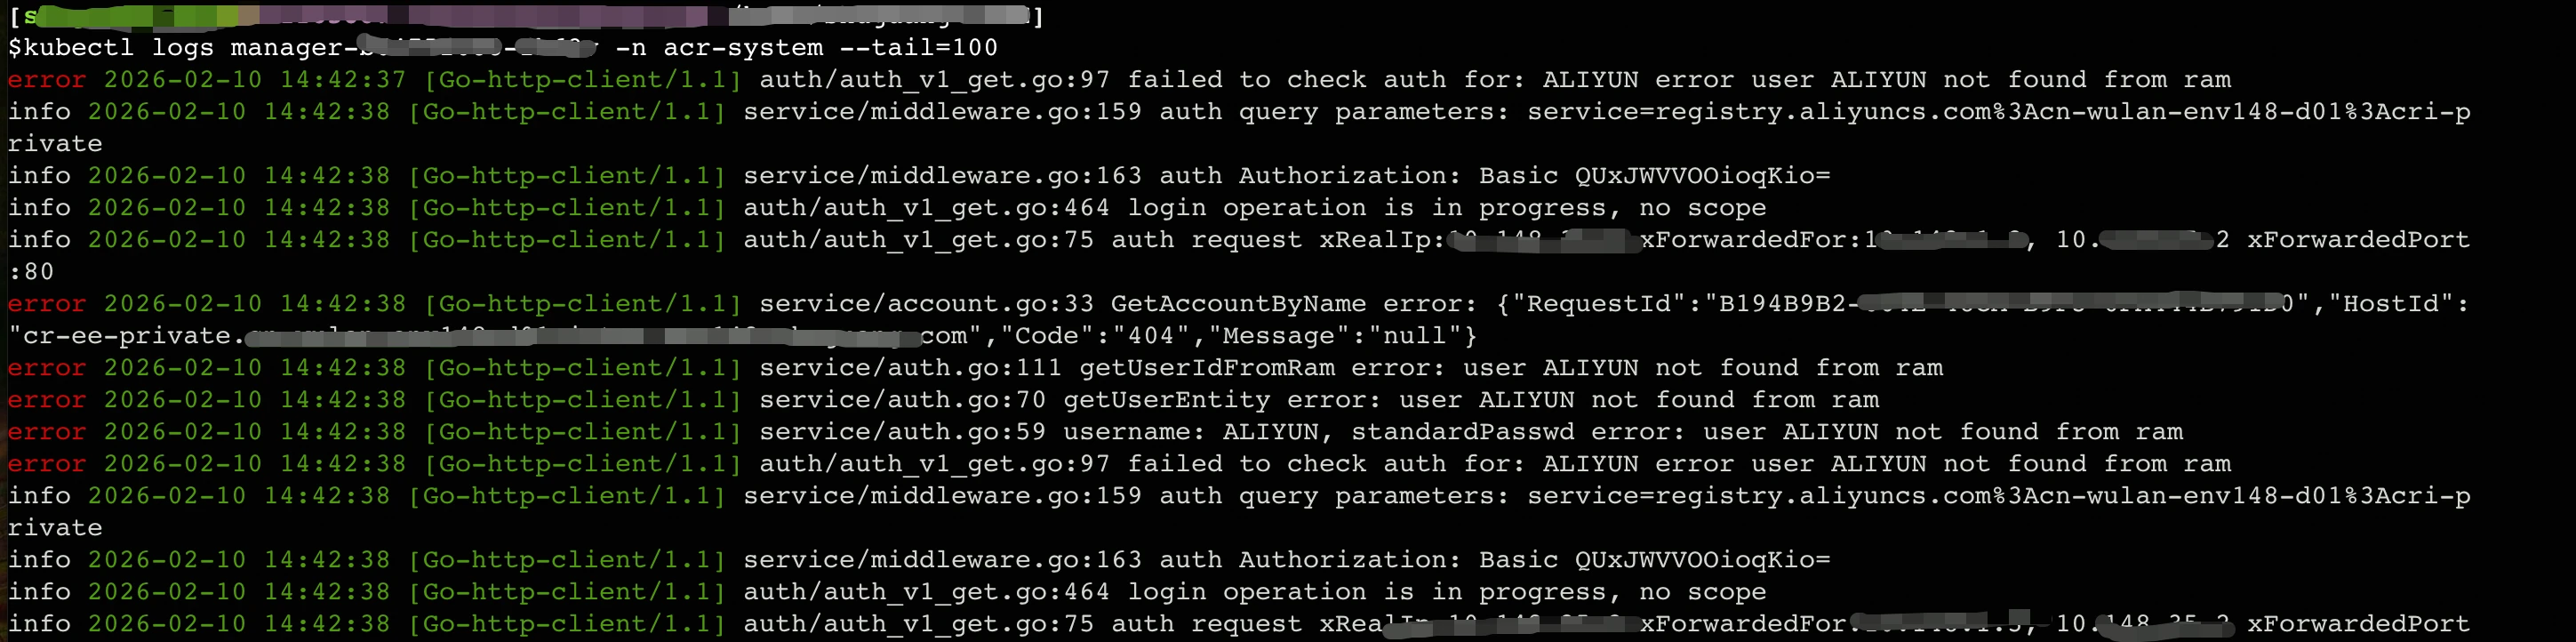 [s]
$kubectl logs manager- -n acr-system --tail=100
error 2026-02-10 14:42:37 [Go-http-client/1.1] auth/auth_v1_get.go:97 failed to check auth for: ALIYUN error user ALIYUN not found from ram
info 2026-02-10 14:42:38 [Go-http-client/1.1] service/middleware.go:159 auth query parameters: service=registry.aliyuncs.com%3Acn-wulan-env148-d01%3Acri-p
rivate
info 2026-02-10 14:42:38 [Go-http-client/1.1] service/middleware.go:163 auth Authorization: Basic QUxJWVVOOioqKio=
info 2026-02-10 14:42:38 [Go-http-client/1.1] auth/auth_v1_get.go:464 login operation is in progress, no scope
info 2026-02-10 14:42:38 [Go-http-client/1.1] auth/auth_v1_get.go:75 auth request xRealIp: xForwardedFor:1 , 10. 2 xForwardedPort
:80
error 2026-02-10 14:42:38 [Go-http-client/1.1] service/account.go:33 GetAccountByName error: {"RequestId":"B194B9B2- 0","HostId":
"cr-ee-private. com","Code":"404","Message":"null"}
error 2026-02-10 14:42:38 [Go-http-client/1.1] service/auth.go:111 getUserIdFromRam error: user ALIYUN not found from ram
error 2026-02-10 14:42:38 [Go-http-client/1.1] service/auth.go:70 getUserEntity error: user ALIYUN not found from ram
error 2026-02-10 14:42:38 [Go-http-client/1.1] service/auth.go:59 username: ALIYUN, standardPasswd error: user ALIYUN not found from ram
error 2026-02-10 14:42:38 [Go-http-client/1.1] auth/auth_v1_get.go:97 failed to check auth for: ALIYUN error user ALIYUN not found from ram
info 2026-02-10 14:42:38 [Go-http-client/1.1] service/middleware.go:159 auth query parameters: service=registry.aliyuncs.com%3Acn-wulan-env148-d01%3Acri-p
rivate
info 2026-02-10 14:42:38 [Go-http-client/1.1] service/middleware.go:163 auth Authorization: Basic QUxJWVVOOioqKio=
info 2026-02-10 14:42:38 [Go-http-client/1.1] auth/auth_v1_get.go:464 login operation is in progress, no scope
info 2026-02-10 14:42:38 [Go-http-client/1.1] auth/auth_v1_get.go:75 auth request xRealIp: xForwardedFor: , 10. xForwardedPort